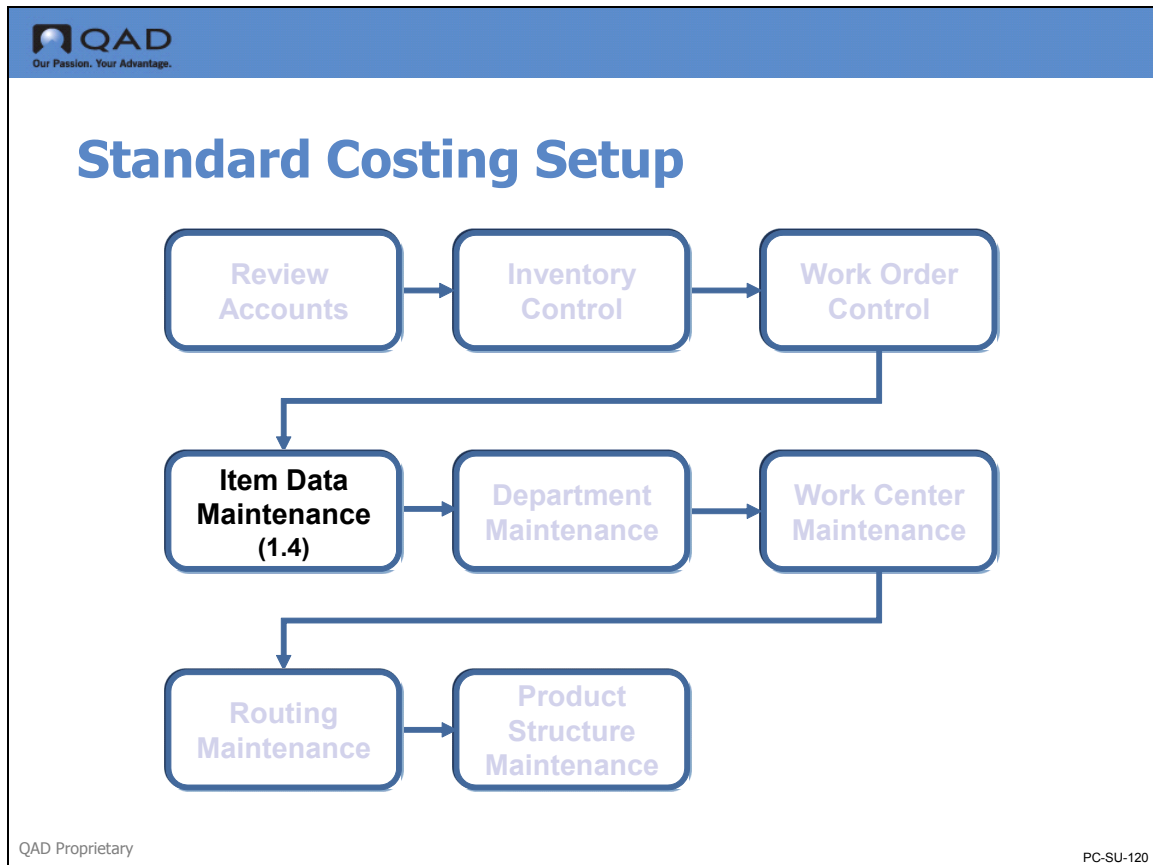 QAD
Our Passion. Your Advantage.
Standard Costing Setup
Review
Accounts
Inventory
Control
Work Order
Control
Item Data
Maintenance
(1.4)
Department
Maintenance
Work Center
Maintenance
Routing
Maintenance
Product
Structure
Maintenance
QAD Proprietary
PC-SU-120